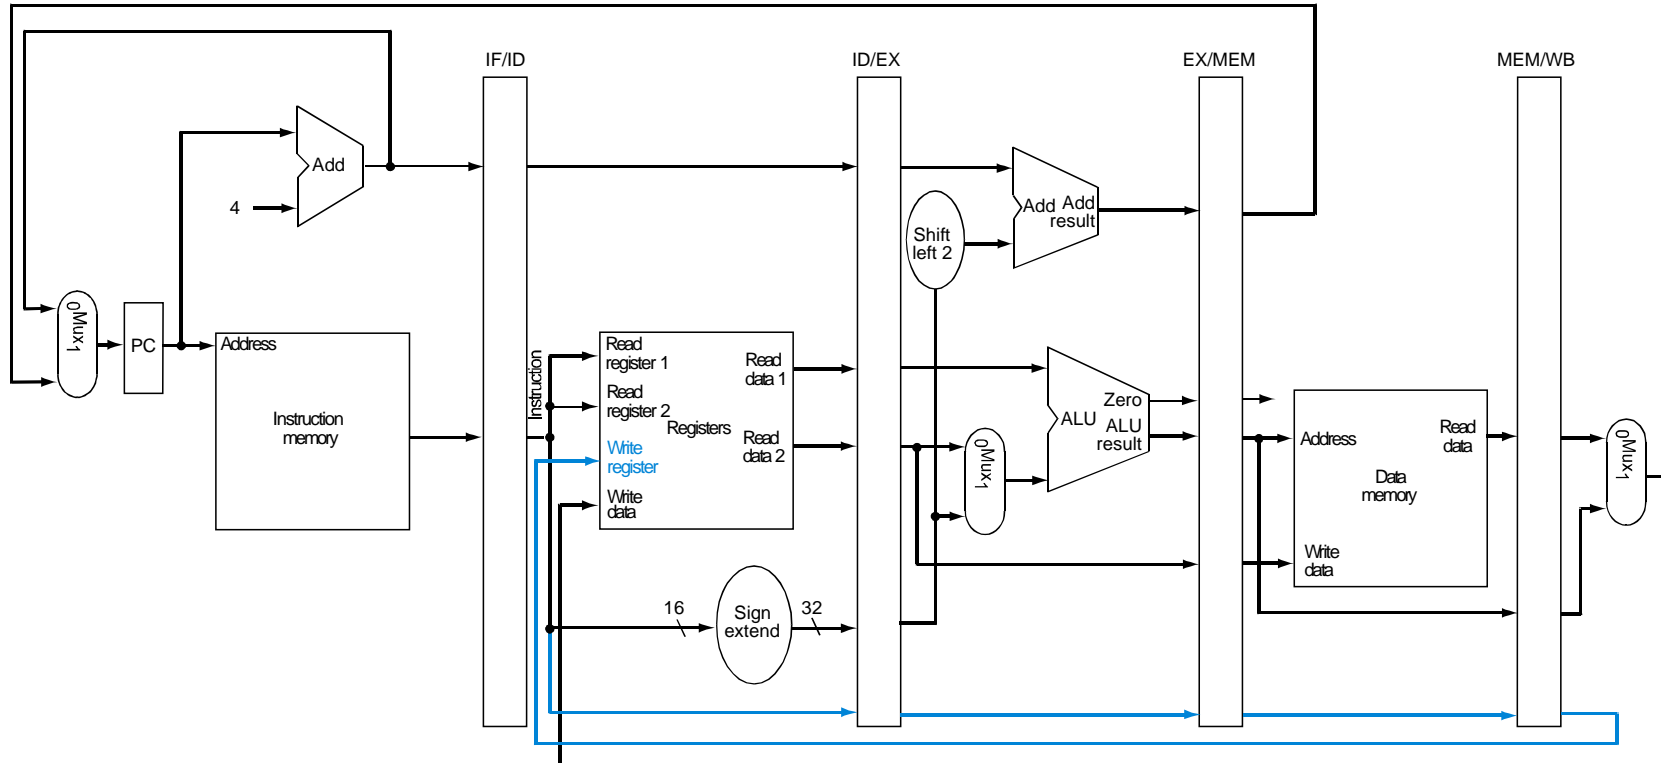 IF/ID
ID/EX
EX/MEM
MEM/WB
Add
4
Shift
left 2
Add
Add
result
0
Mux
1
PC
Address
Instruction
memory
Instruction
Read
register 1
Read
register 2
Write
register
Write
data
Registers
Read
data 1
Read
data 2
16
Sign
extend
32
0
Mux
1
Zero
ALU
ALU
result
Address
Read
data
Data
memory
Write
data
0
Mux
1